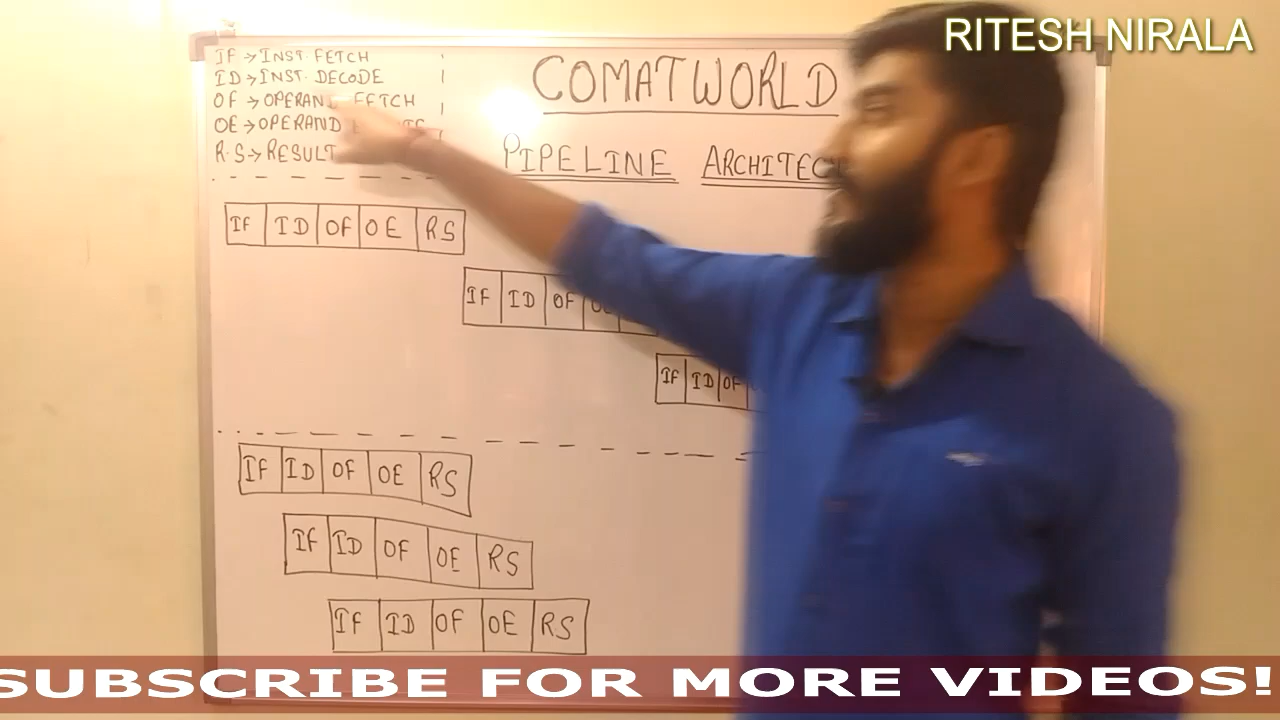 RITESH NIRALA
IF → INST. FETCH
ID → INST. DECODE
OF → OPERAND FETCH
OE → OPERAND
R.S → RESULT
COMATWORLD
PIPELINE ARCHITEC
IF ID OF OE RS
IF ID OF
IF ID OF
IF ID OF OE RS
IF ID OF OE RS
IF ID OF OE RS
SUBSCRIBE FOR MORE VIDEOS!